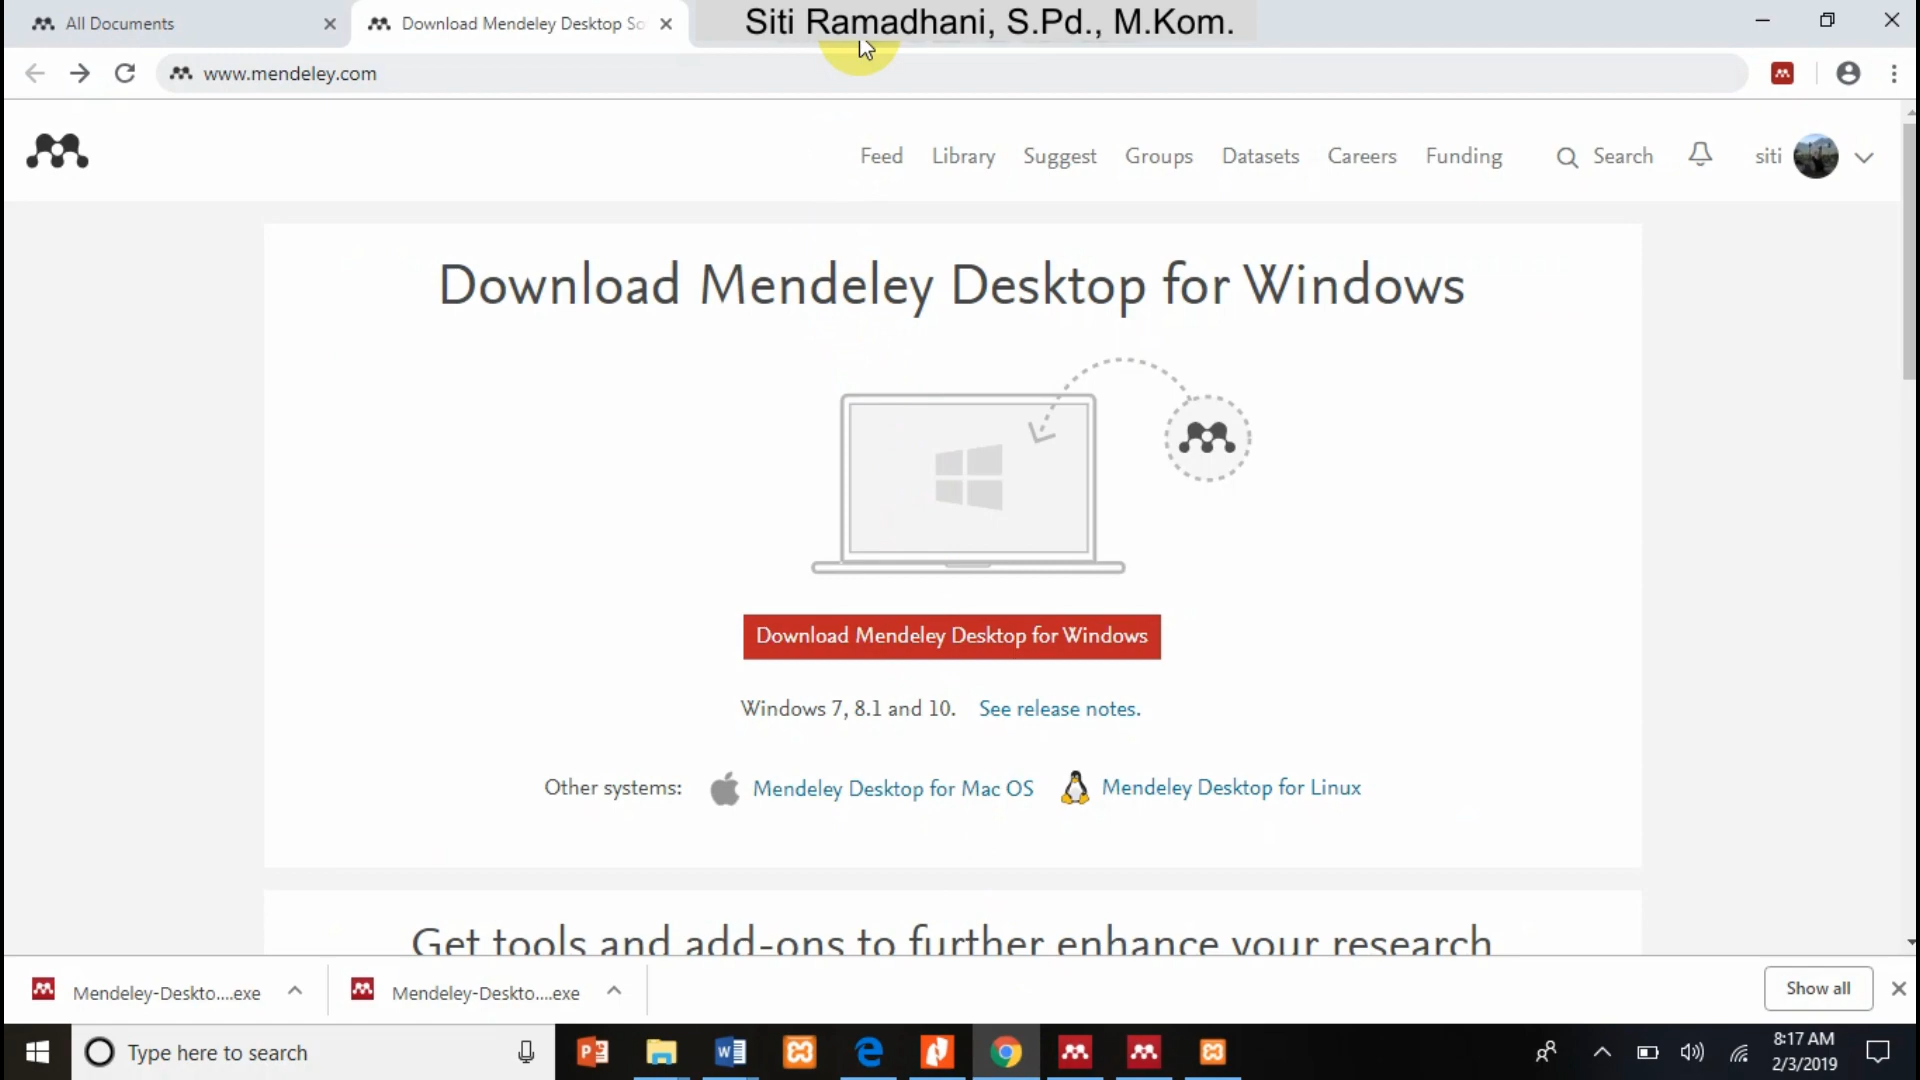 All Documents
Download Mendeley Desktop So
Siti Ramadhani, S.Pd., M.Kom.
www.mendeley.com
Feed
Library
Suggest
Groups
Datasets
Careers
Funding
Search
siti
Download Mendeley Desktop for Windows
Download Mendeley Desktop for Windows
Windows 7, 8.1 and 10. See release notes.
Other systems: Mendeley Desktop for Mac OS Mendeley Desktop for Linux
Get tools and add-ons to further enhance your research
Mendeley-Deskto....exe
Mendeley-Deskto....exe
Show all
Type here to search
8:17 AM
2/3/2019